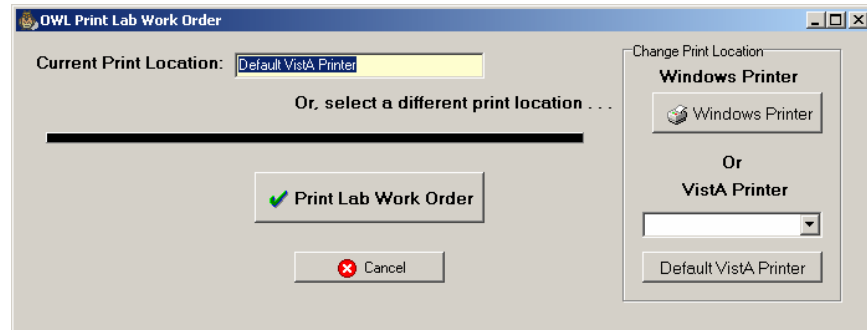 OWL Print Lab Work Order
Current Print Location: Default VistA Printer
Or, select a different print location . . .
Print Lab Work Order
Cancel
Change Print Location
Windows Printer
Windows Printer
Or
VistA Printer
Default VistA Printer